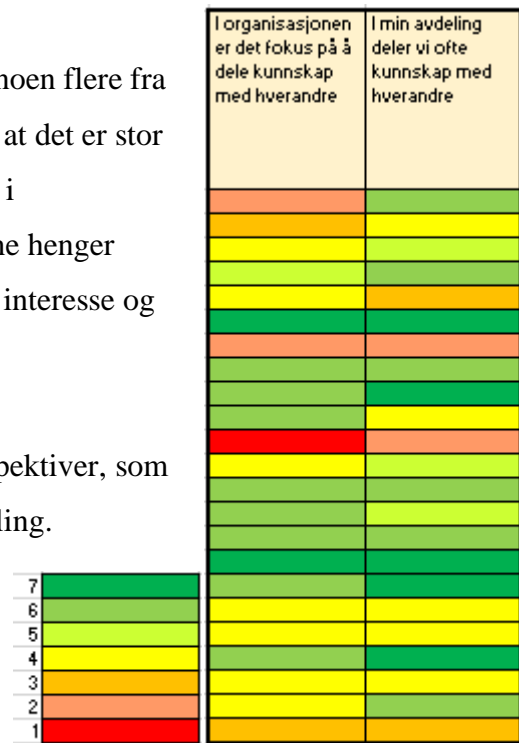 noen flere fra
at det er stor
i
ne henger
interesse og
pektiver, som
ling.
I organisasjonen
er det fokus på å
dele kunnskap
med hverandre
I min avdeling
deler vi ofte
kunnskap med
hverandre
7
6
5
4
3
2
1